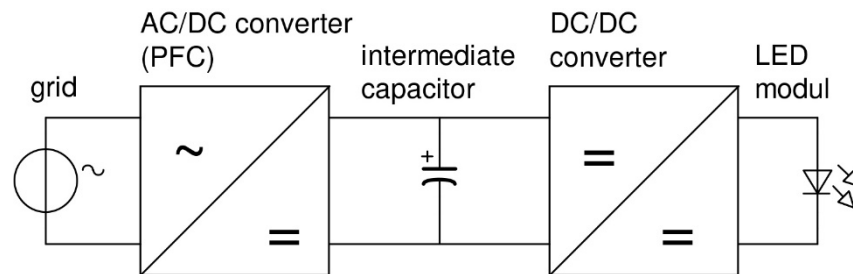 grid
AC/DC converter
(PFC)
intermediate
capacitor
DC/DC
converter
LED
modul
~
~
=
+
=
=